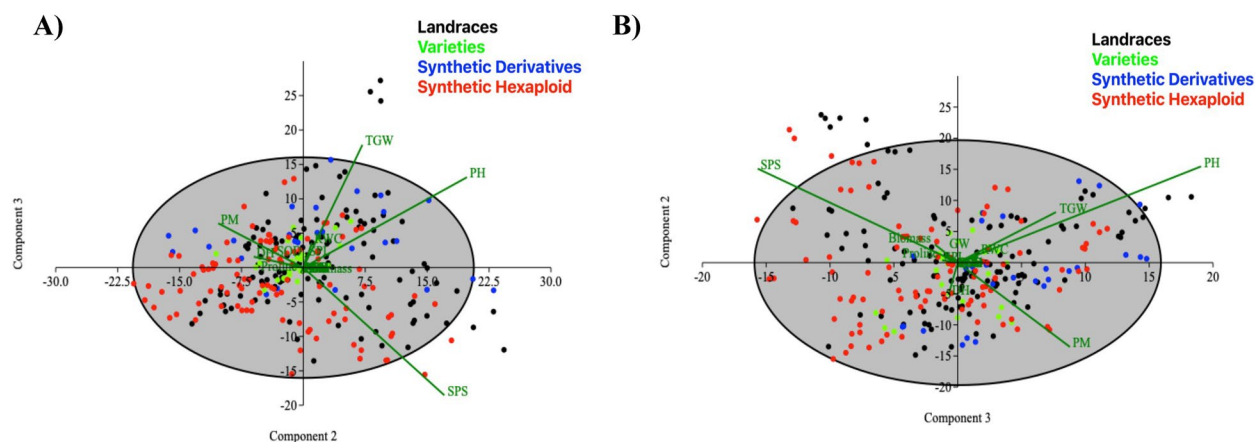 A)
Landraces
Varieties
Synthetic Derivatives
Synthetic Hexaploid
25
20
TGW
15
PH
10
PM
5
Component 3
-30.0
-22.5
-15.0
-7.5
7.5
15.0
22.5
30.0
-5
-10
-15
SPS
-20
Component 2
B)
Landraces
Varieties
Synthetic Derivatives
Synthetic Hexaploid
25
20
SPS
15
PH
10
TGW
5
Biomass
GW
Component 2
-20
-15
-10
-5
5
10
15
20
-5
-10
PM
-15
-20
Component 3